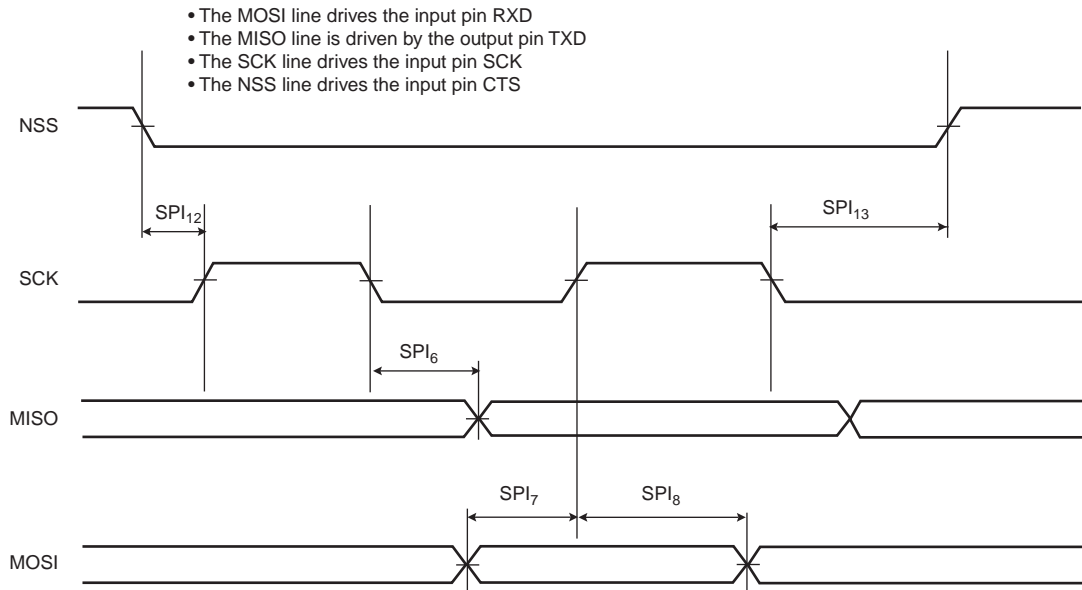 • The MOSI line drives the input pin RXD
• The MISO line is driven by the output pin TXD
• The SCK line drives the input pin SCK
• The NSS line drives the input pin CTS
NSS
SPI₁₂
SPI₁₃
SCK
SPI₆
MISO
SPI₇
SPI₈
MOSI